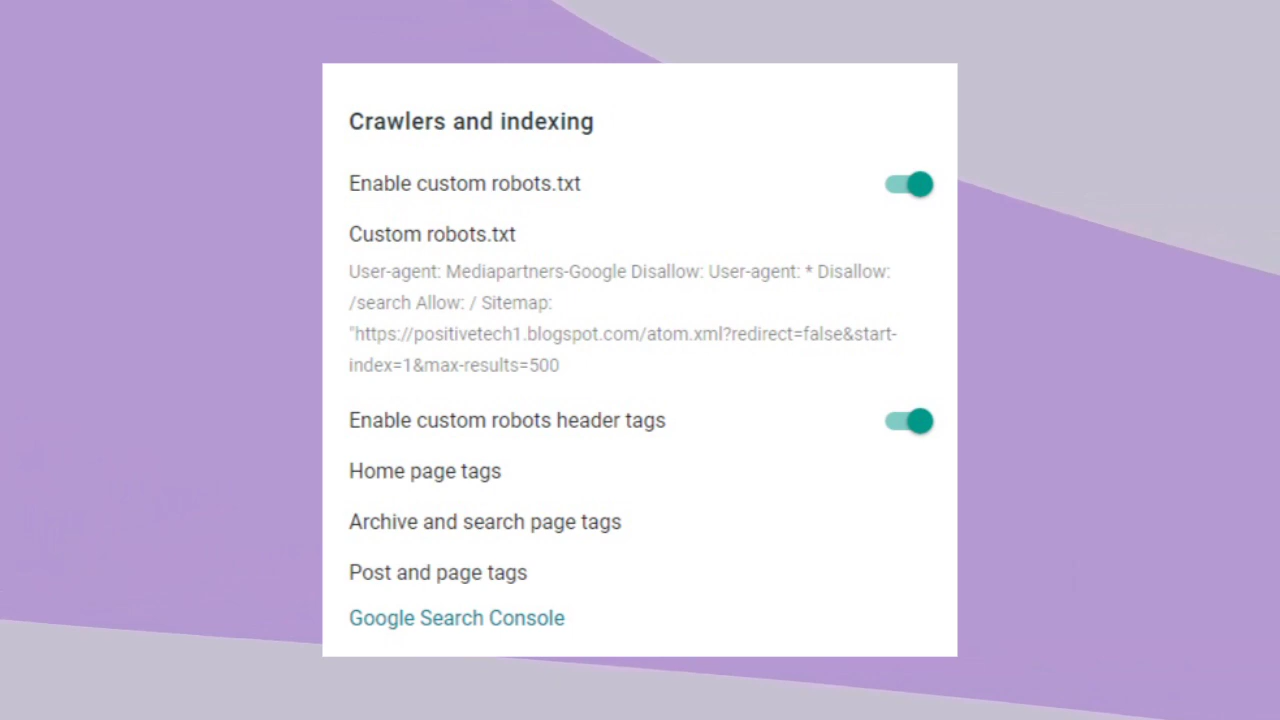 Crawlers and indexing
Enable custom robots.txt
Custom robots.txt
User-agent: Mediapartners-Google Disallow: User-agent: * Disallow:
/search Allow: / Sitemap:
"https://positivetech1.blogspot.com/atom.xml?redirect=false&start-
index=1&max-results=500
Enable custom robots header tags
Home page tags
Archive and search page tags
Post and page tags
Google Search Console